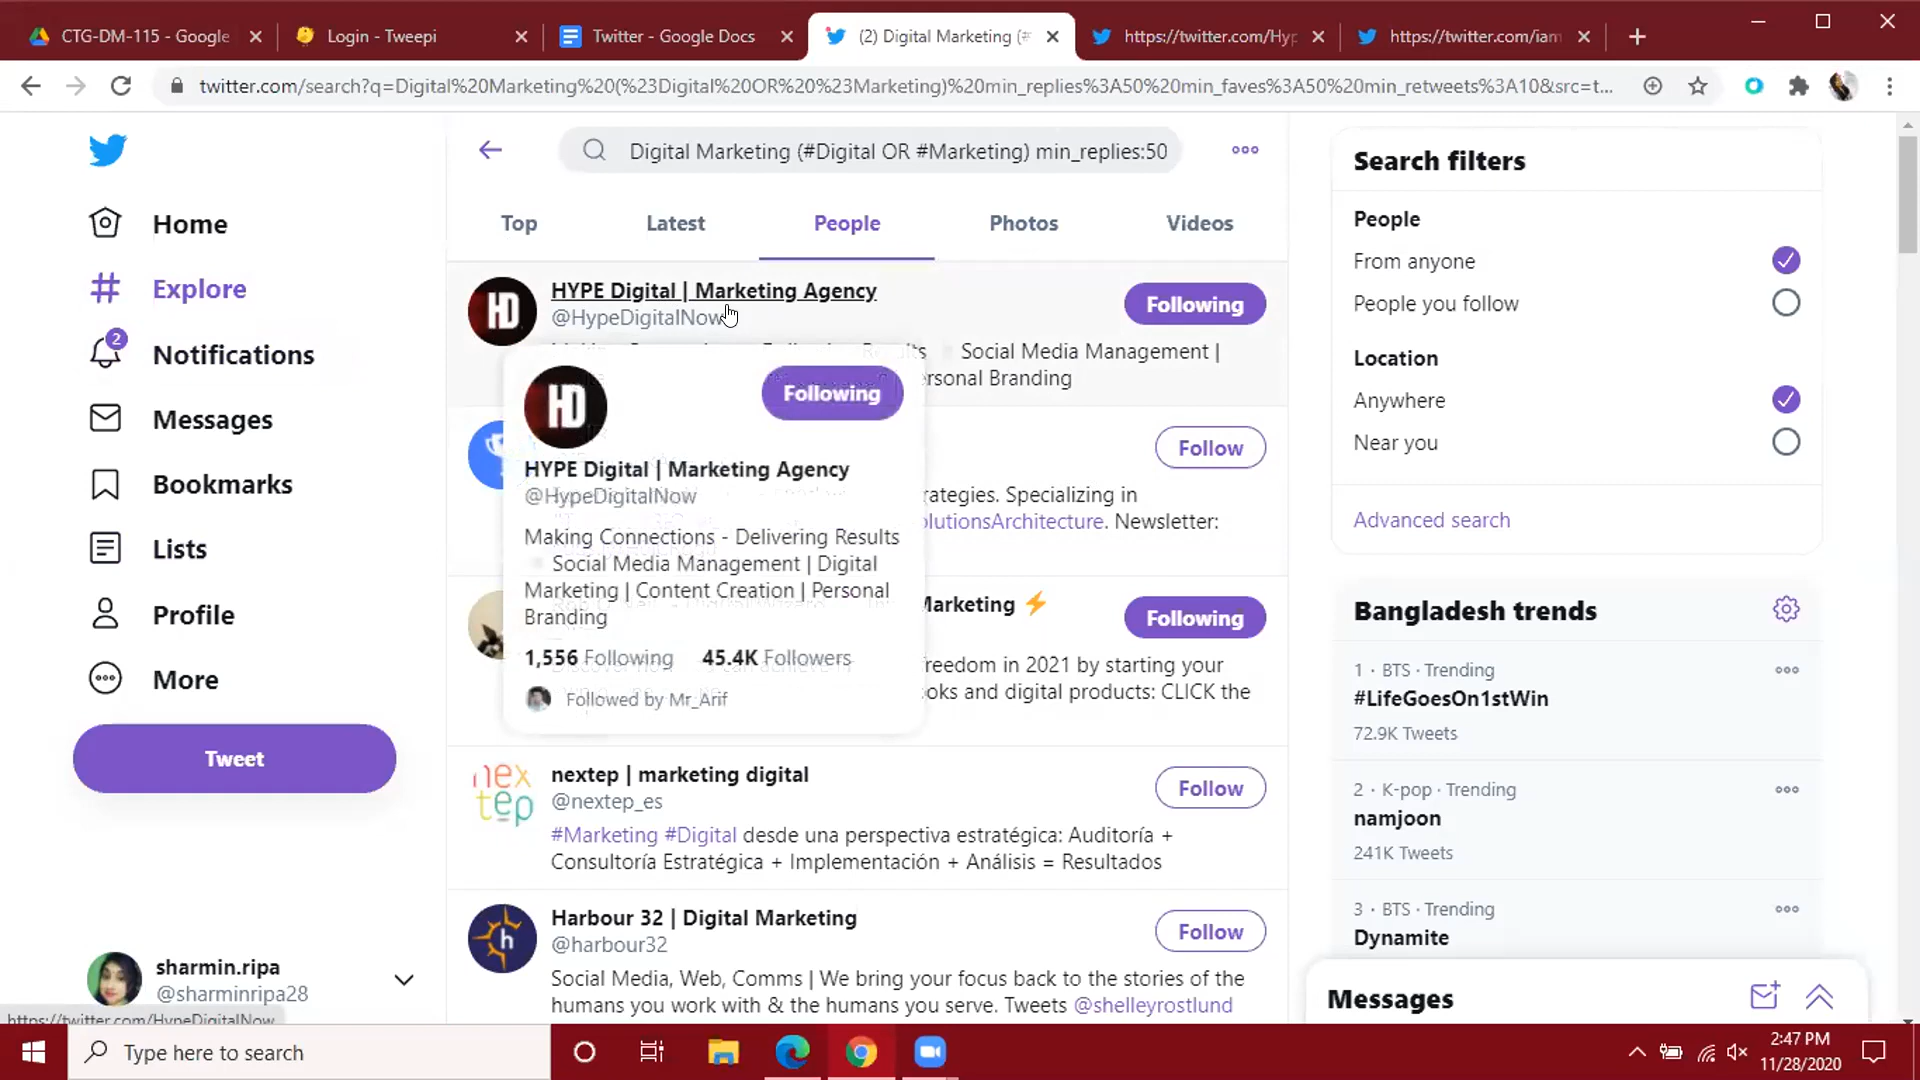 CTG-DM-115 - Google
Login - Tweepi
Twitter - Google Docs
(2) Digital Marketing (#
https://twitter.com/Hyp
https://twitter.com/iam
twitter.com/search?q=Digital%20Marketing%20(%23Digital%20OR%20%23Marketing)%20min_replies%3A50%20min_faves%3A50%20min_retweets%3A10&src=t...
Digital Marketing (#Digital OR #Marketing) min_replies:50
Top
Latest
People
Photos
Videos
Home
Explore
2
Notifications
Messages
Bookmarks
Lists
Profile
More
Tweet
sharmin.ripa
@sharminripa28
https://twitter.com/HypeDigitalNow
HD
HYPE Digital | Marketing Agency
@HypeDigitalNow
Following
Results Social Media Management |
ersonal Branding
HD
Following
HYPE Digital | Marketing Agency
@HypeDigitalNow
Making Connections - Delivering Results
Social Media Management | Digital
Marketing | Content Creation | Personal
Branding
1,556 Following 45.4K Followers
Followed by Mr_Arif
Follow
rategies. Specializing in
olutionsArchitecture. Newsletter:
Marketing ⚡
Following
freedom in 2021 by starting your
ooks and digital products: CLICK the
nex
tep
nextep | marketing digital
@nextep_es
Follow
#Marketing #Digital desde una perspectiva estratégica: Auditoría +
Consultoría Estratégica + Implementación + Análisis = Resultados
h
Harbour 32 | Digital Marketing
@harbour32
Follow
Social Media, Web, Comms | We bring your focus back to the stories of the
humans you work with & the humans you serve. Tweets @shelleyrostlund
Search filters
People
From anyone
People you follow
Location
Anywhere
Near you
Advanced search
Bangladesh trends
1 · BTS · Trending
#LifeGoesOn1stWin
72.9K Tweets
2 · K-pop · Trending
namjoon
241K Tweets
3 · BTS · Trending
Dynamite
Messages
Type here to search
2:47 PM
11/28/2020